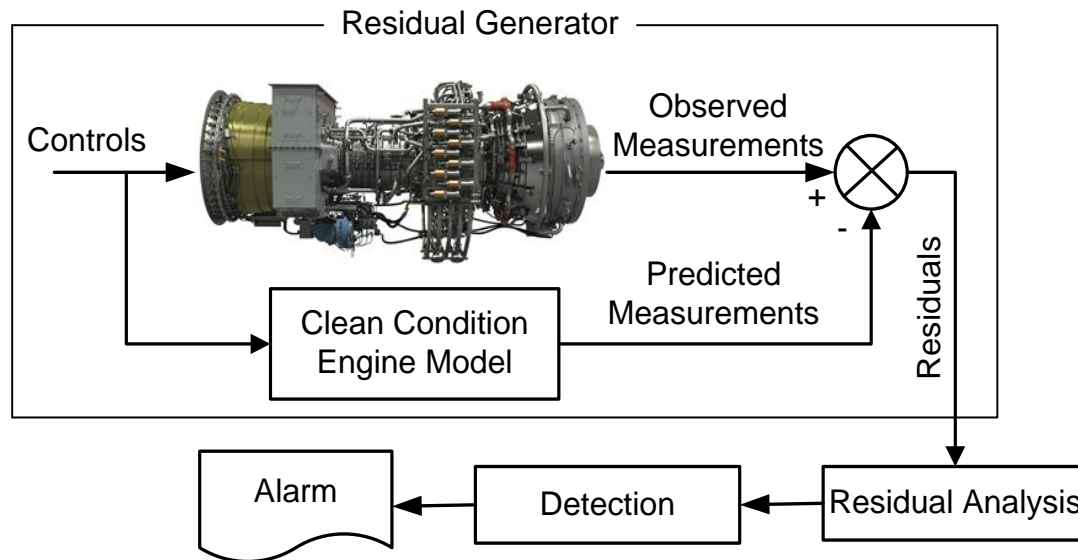 Residual Generator
Controls
Observed
Measurements
+
-
Predicted
Measurements
Clean Condition
Engine Model
Residuals
Alarm
Detection
Residual Analysis